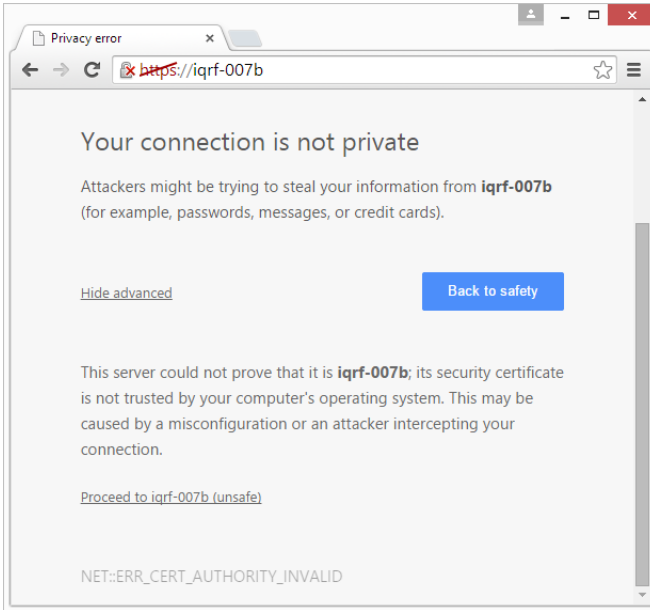 Privacy error
https://iqrf-007b
Your connection is not private
Attackers might be trying to steal your information from iqrf-007b
(for example, passwords, messages, or credit cards).
Hide advanced
Back to safety
This server could not prove that it is iqrf-007b; its security certificate
is not trusted by your computer's operating system. This may be
caused by a misconfiguration or an attacker intercepting your
connection.
Proceed to iqrf-007b (unsafe)
NET::ERR_CERT_AUTHORITY_INVALID